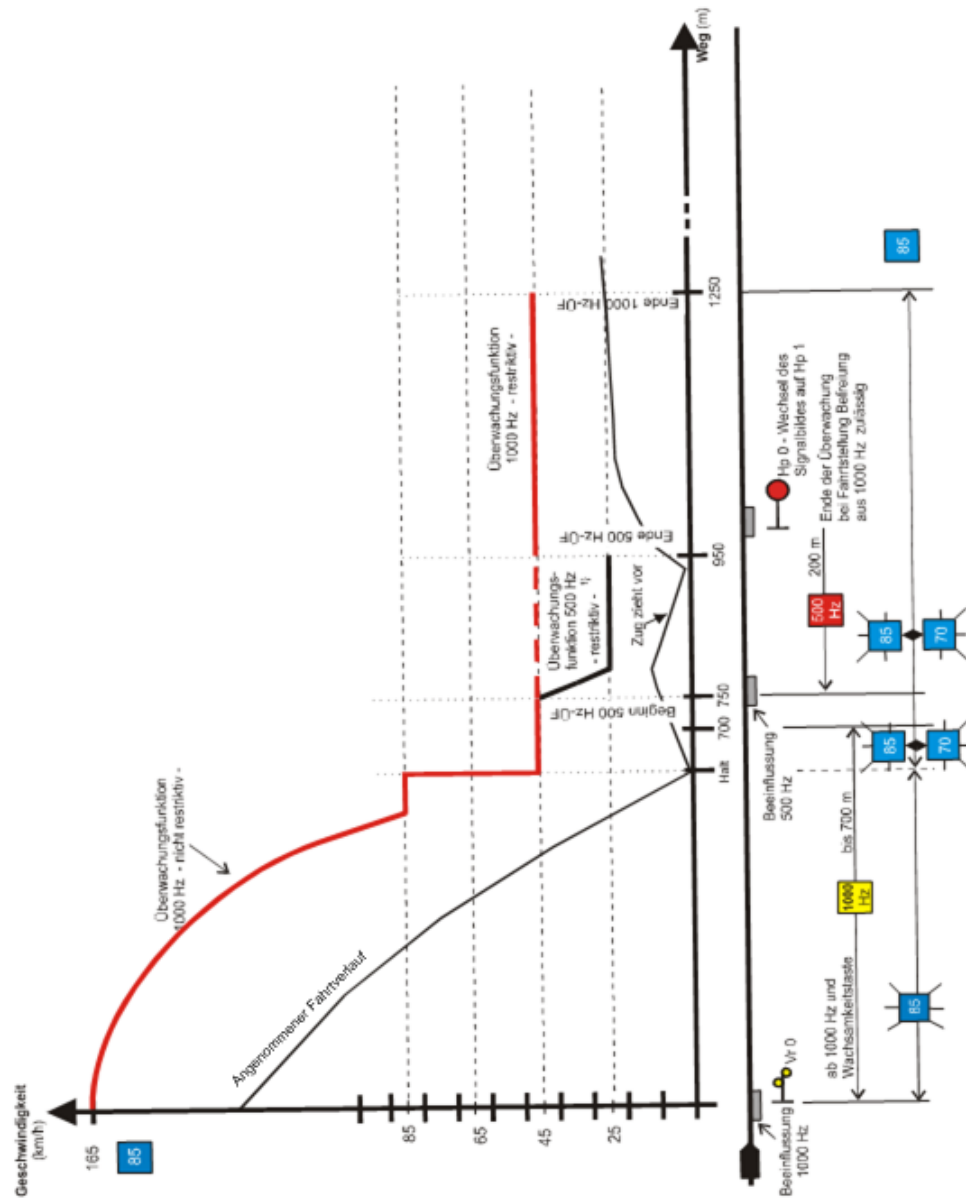 Geschwindigkeit
(km/h)
165
85
85
65
45
25
Überwachungsfunktion
1000 Hz - nicht restriktiv -
Angenommener Fahrtverlauf
Überwachungsfunktion
1000 Hz - restriktiv -
Überwachungs-
funktion 500 Hz
- restriktiv - 1)
Zug zieht vor
Beginn 500 Hz-ÜF
Ende 500 Hz-ÜF
Ende 1000 Hz-ÜF
Halt
700
750
950
1250
Weg (m)
Beeinflussung
1000 Hz
Vr 0
Beeinflussung
500 Hz
Hp 0 - Wechsel des
Signalbildes auf Hp 1
ab 1000 Hz und
Wachsamkeitstaste
1000
Hz
bis 700 m
500
Hz
200 m
Ende der Überwachung
bei Fahrtstellung Befreiung
aus 1000 Hz zulässig
85
85
70
85
70
85